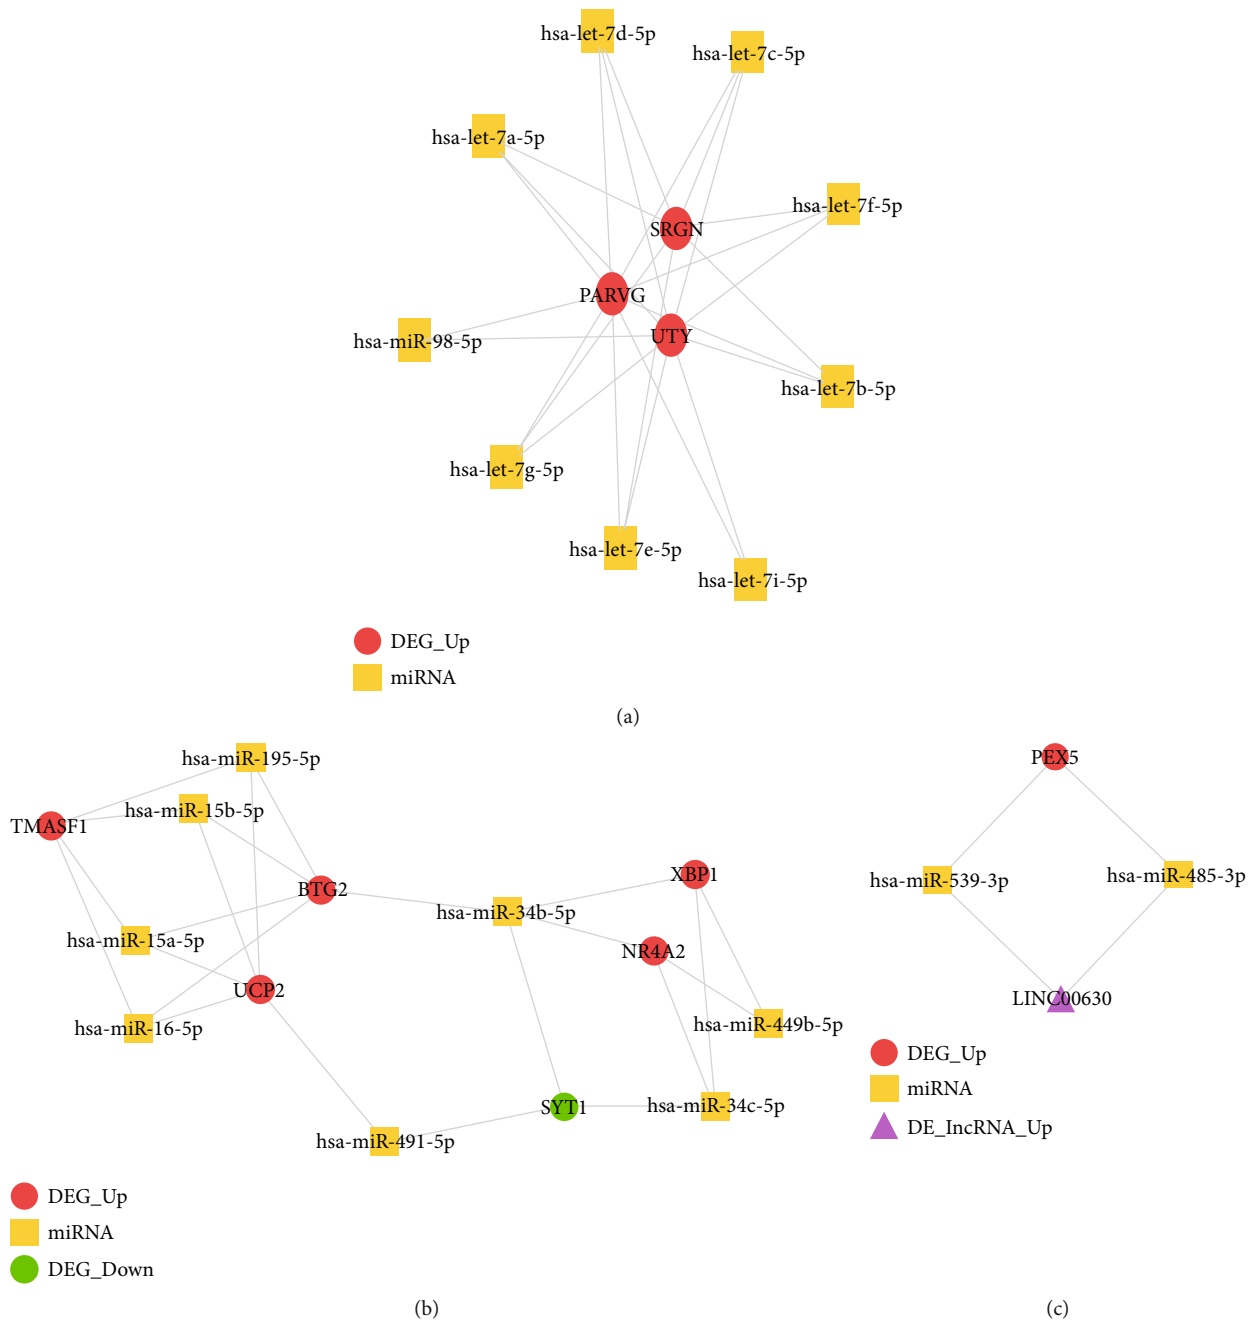 hsa-let-7d-5p
hsa-let-7c-5p
hsa-let-7a-5p
hsa-let-7f-5p
SRGN
PARVG
UTY
hsa-miR-98-5p
hsa-let-7b-5p
hsa-let-7g-5p
hsa-let-7e-5p
hsa-let-7i-5p
DEG_Up
miRNA
(a)
hsa-miR-195-5p
hsa-miR-15b-5p
TMASF1
BTG2
hsa-miR-15a-5p
UCP2
hsa-miR-16-5p
XBP1
hsa-miR-34b-5p
NR4A2
hsa-miR-449b-5p
SYT1
hsa-miR-34c-5p
hsa-miR-491-5p
DEG_Up
miRNA
DEG_Down
(b)
PEX5
hsa-miR-539-3p
hsa-miR-485-3p
LINC00630
DEG_Up
miRNA
DE_IncRNA_Up
(c)